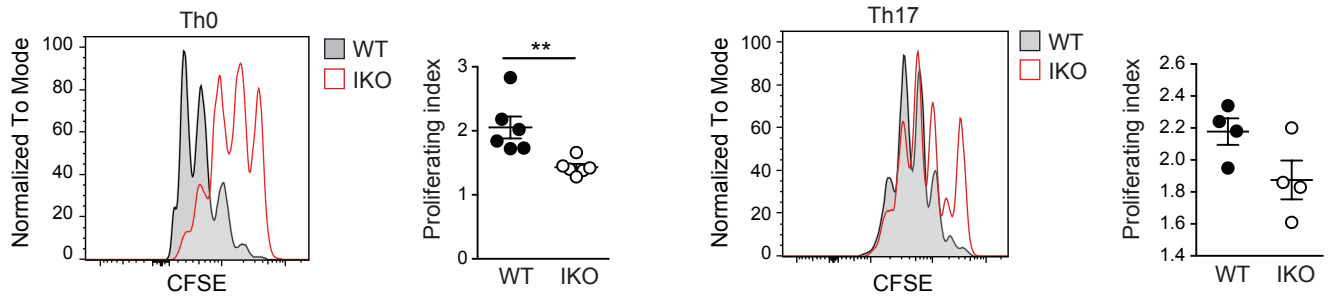 Th0
Normalized To Mode
100
80
60
40
20
0
CFSE
WT
IKO
Proliferating index
3
2
1
0
**
WT IKO
Th17
Normalized To Mode
100
80
60
40
20
0
CFSE
WT
IKO
Proliferating index
2.6
2.4
2.2
2.0
1.8
1.6
1.4
WT IKO